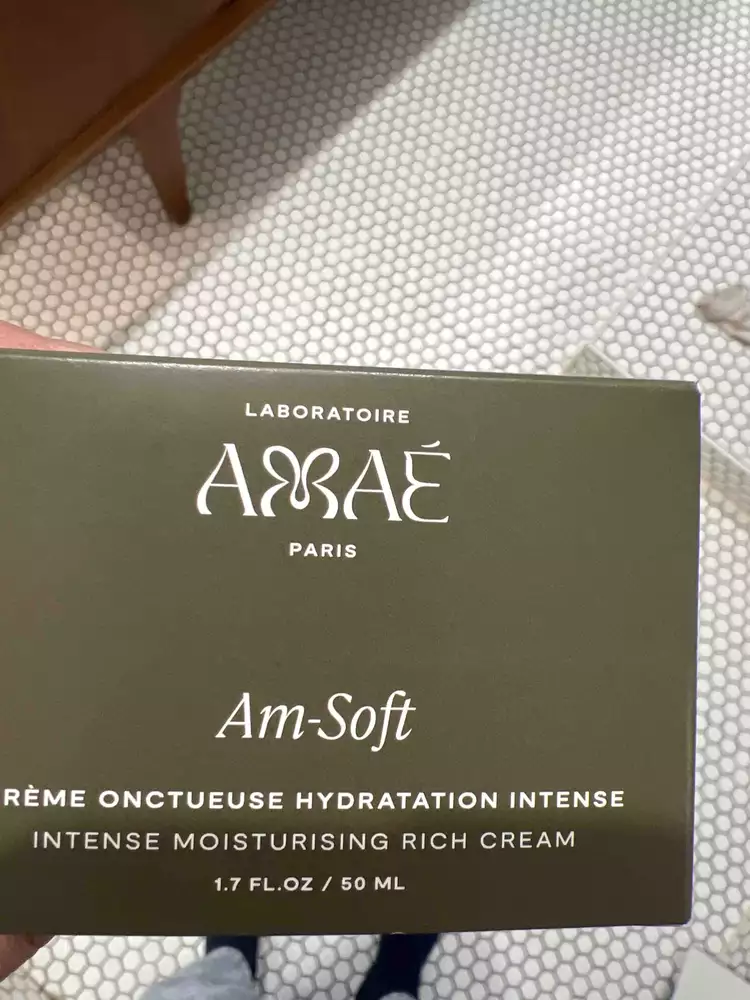 LABORATOIRE
AMAÉ
PARIS
Am-Soft
RÈME ONCTUEUSE HYDRATATION INTENSE
INTENSE MOISTURISING RICH CREAM
1.7 FL.OZ / 50 ML